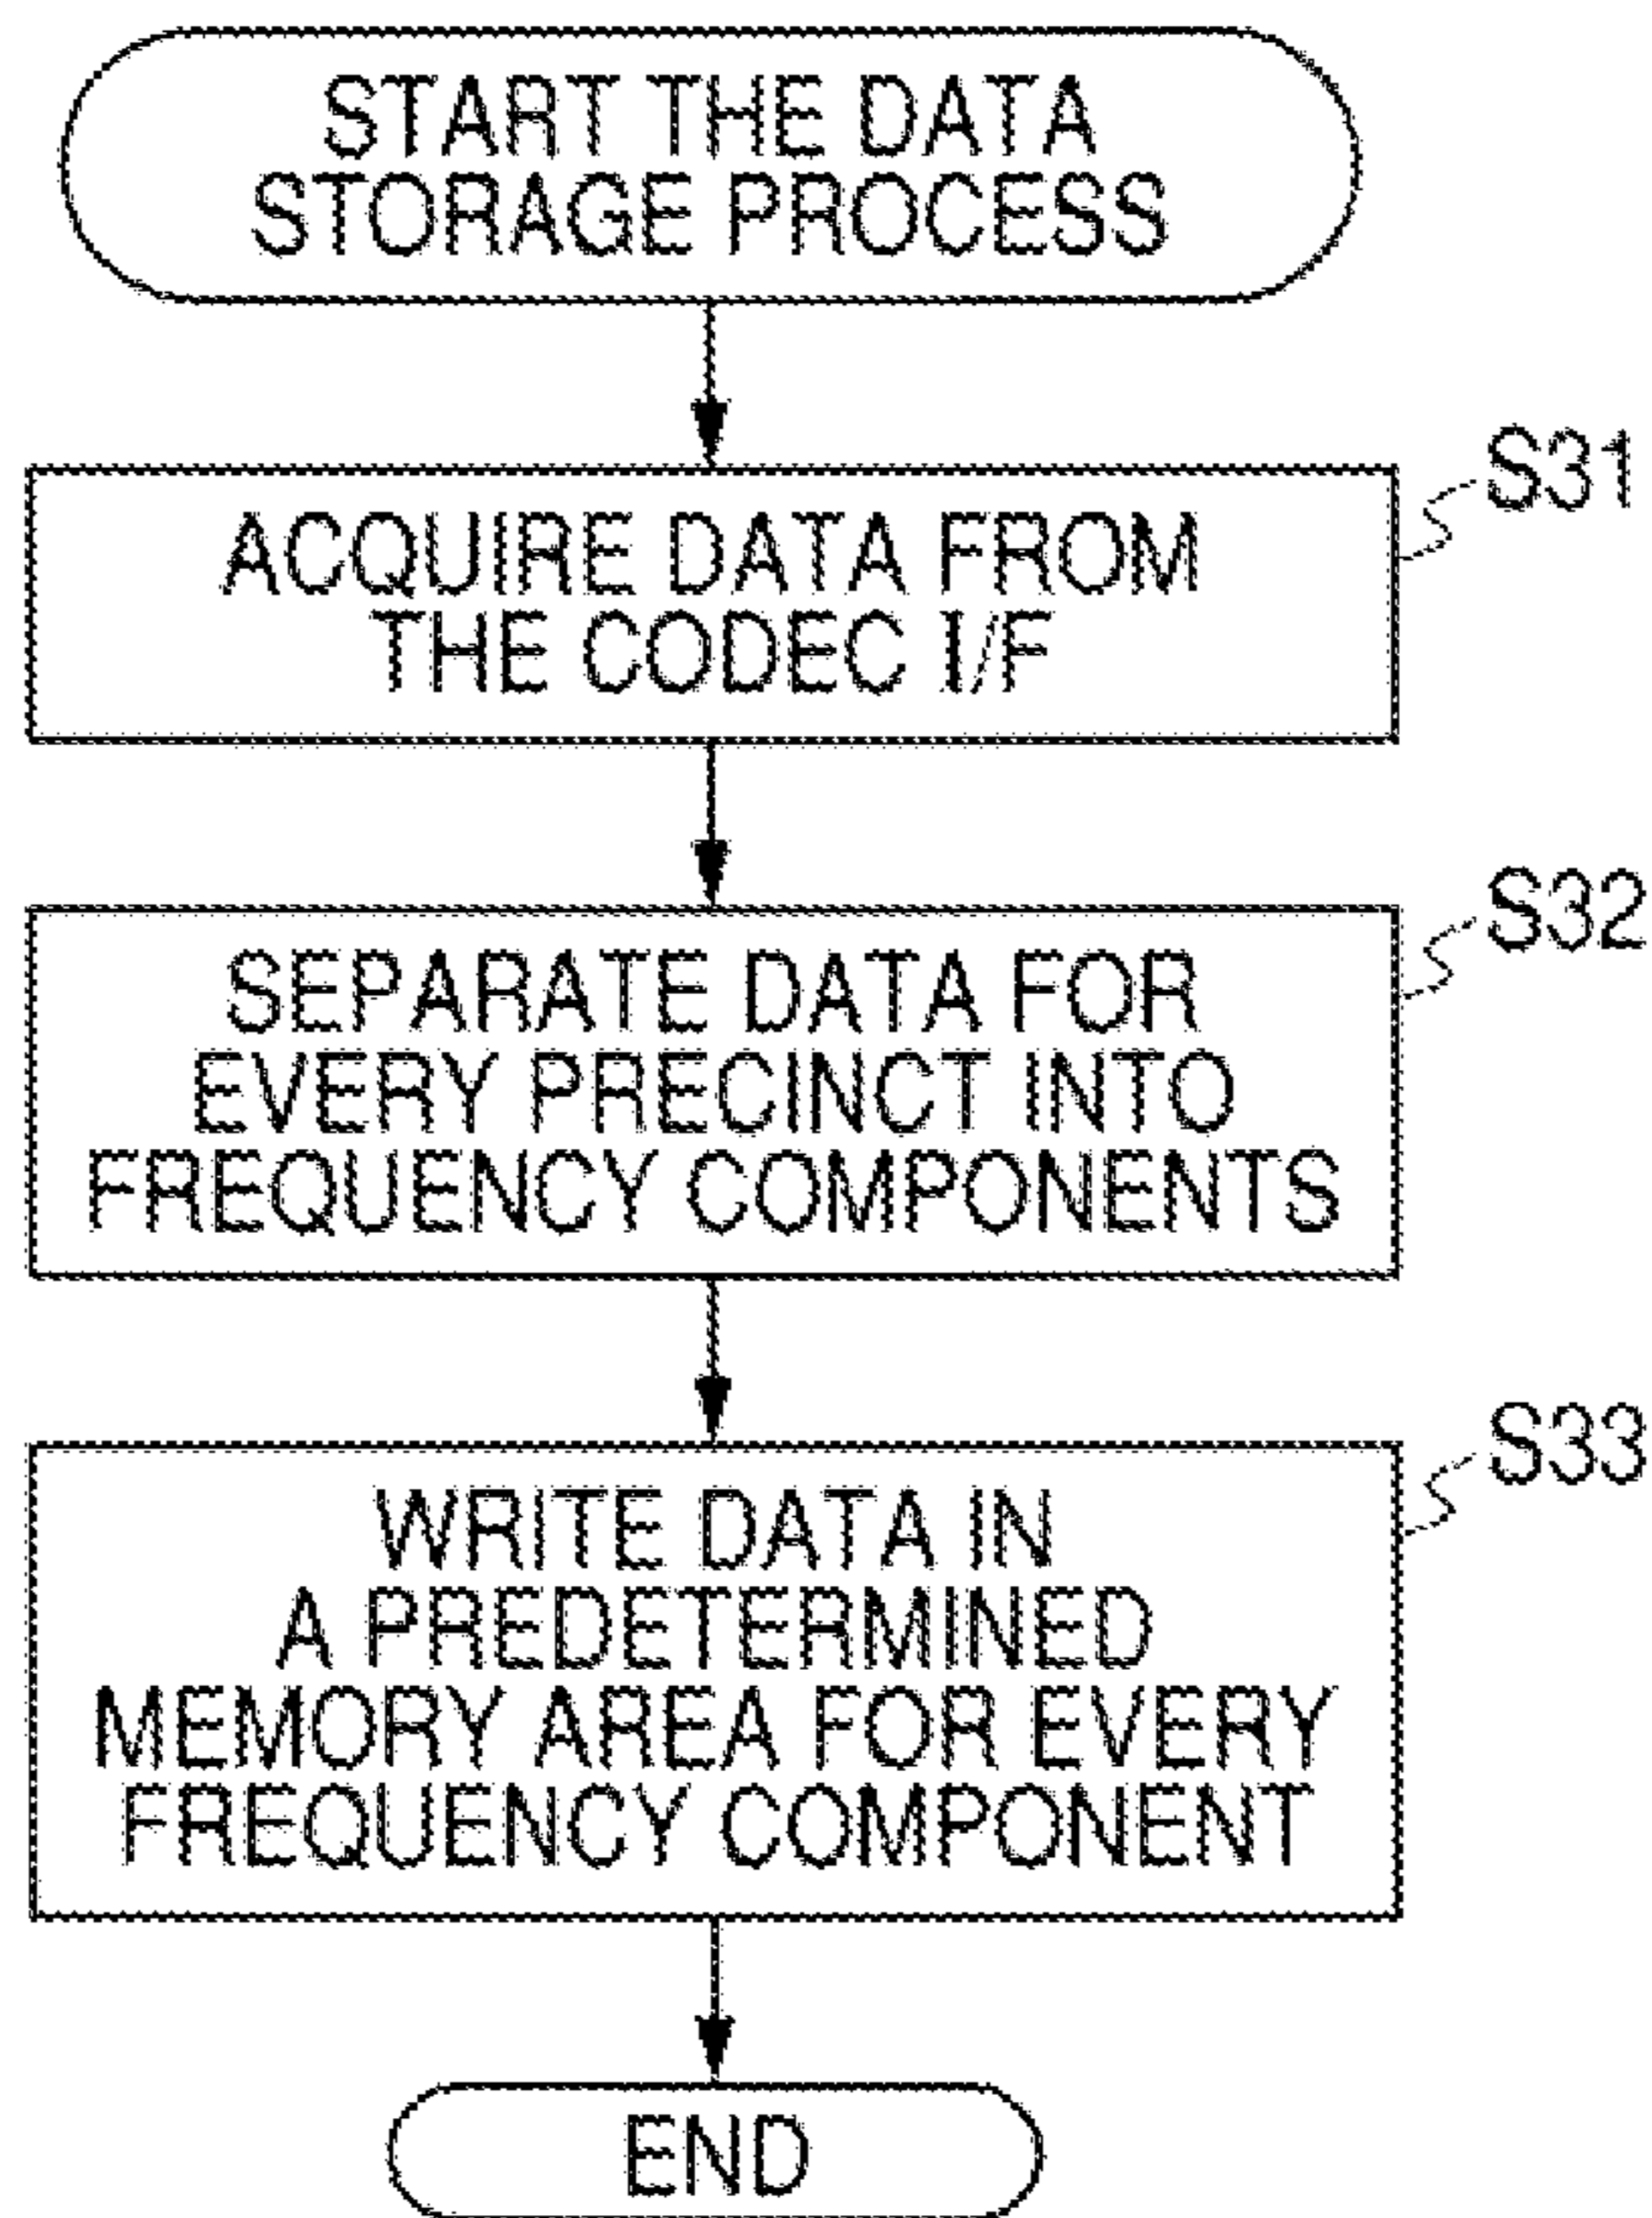 START THE DATA
STORAGE PROCESS
S31
ACQUIRE DATA FROM
THE CODEC I/F
S32
SEPARATE DATA FOR
EVERY PRECINCT INTO
FREQUENCY COMPONENTS
S33
WRITE DATA IN
A PREDETERMINED
MEMORY AREA FOR EVERY
FREQUENCY COMPONENT
END